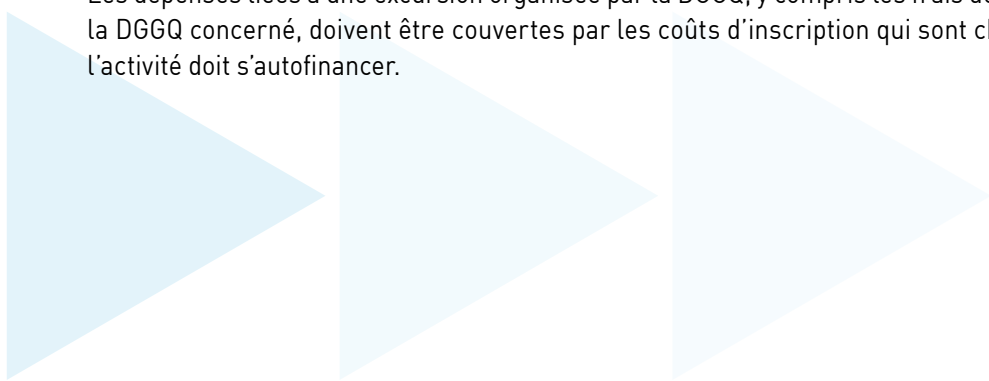 Les dépenses liées à une excursion organisée par la DGGQ, y compris les frais de
la DGGQ concerné, doivent être couvertes par les coûts d’inscription qui sont
l’activité doit s’autofinancer.